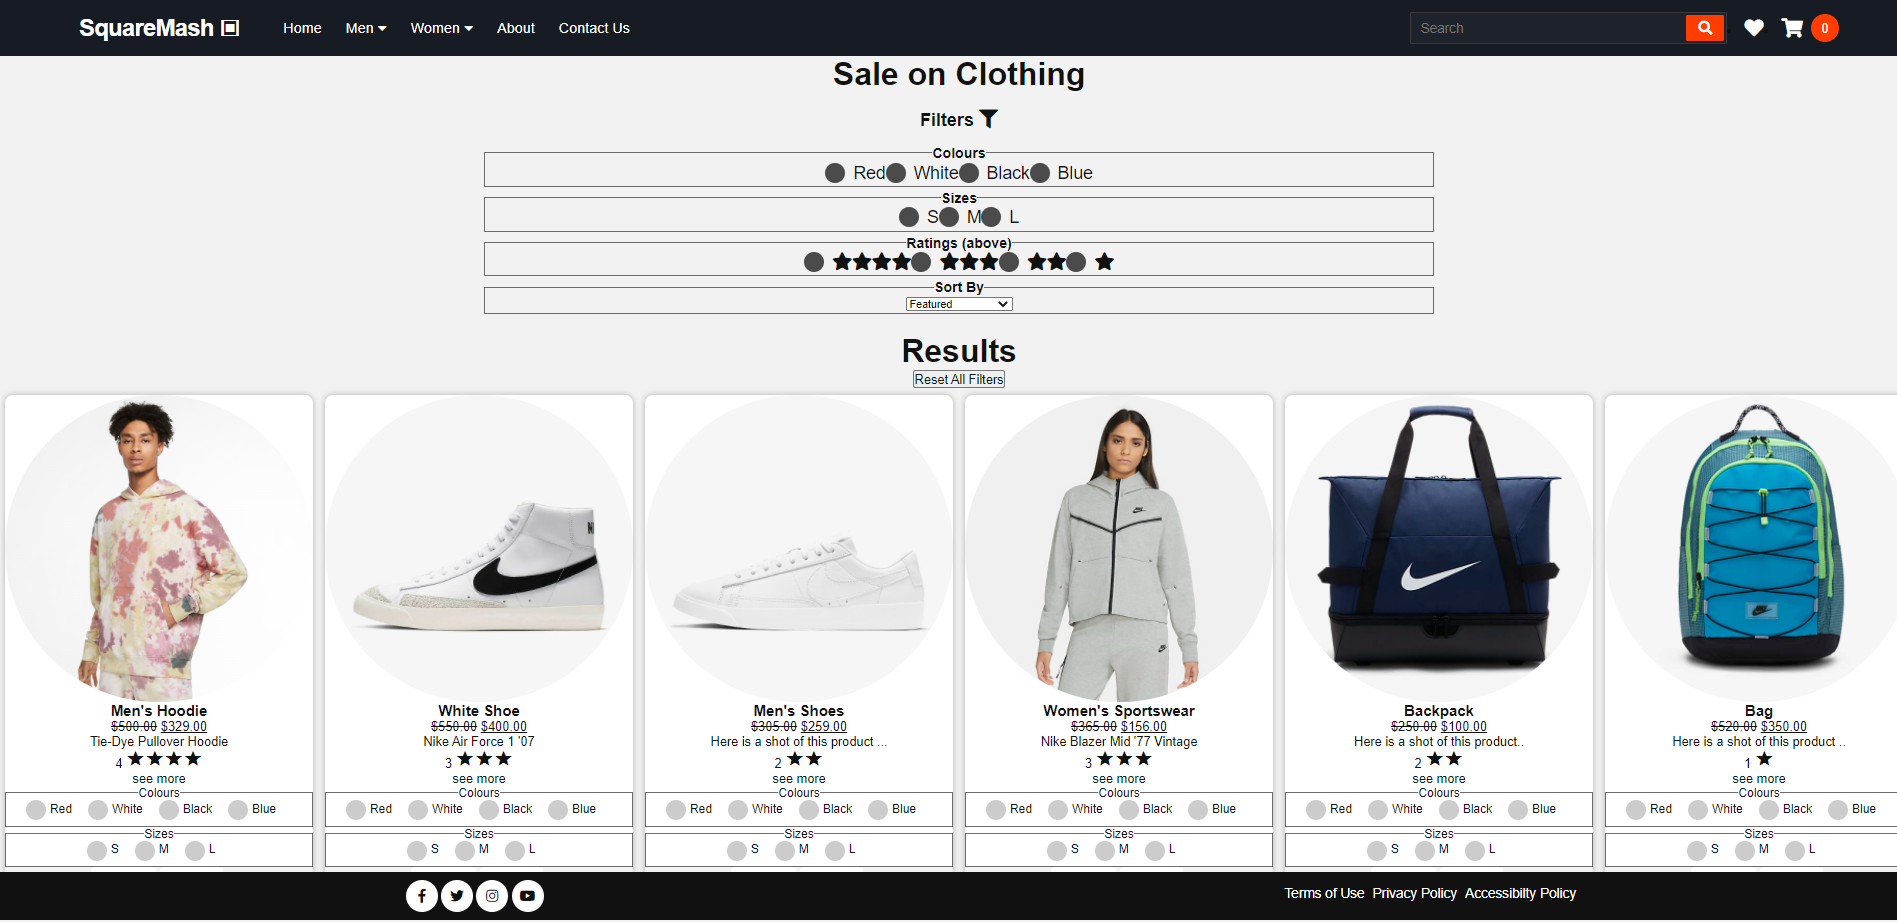 SquareMash Home Men Women About Contact Us Search 0
Sale on Clothing
Filters
Colours
Red White Black Blue
Sizes
S M L
Ratings (above)
Sort By
Featured
Results
Reset All Filters
Men's Hoodie
$500.00 $329.00
Tie-Dye Pullover Hoodie
4
see more
Colours
Red White Black Blue
Sizes
S M L
White Shoe
$550.00 $400.00
Nike Air Force 1 '07
3
see more
Colours
Red White Black Blue
Sizes
S M L
Men's Shoes
$305.00 $259.00
Here is a shot of this product ...
2
see more
Colours
Red White Black Blue
Sizes
S M L
Women's Sportswear
$365.00 $156.00
Nike Blazer Mid '77 Vintage
3
see more
Colours
Red White Black Blue
Sizes
S M L
Backpack
$250.00 $100.00
Here is a shot of this product..
2
see more
Colours
Red White Black Blue
Sizes
S M L
Bag
$520.00 $350.00
Here is a shot of this product ..
1
see more
Colours
Red White Black Blue
Sizes
S M L
Terms of Use Privacy Policy Accessibilty Policy